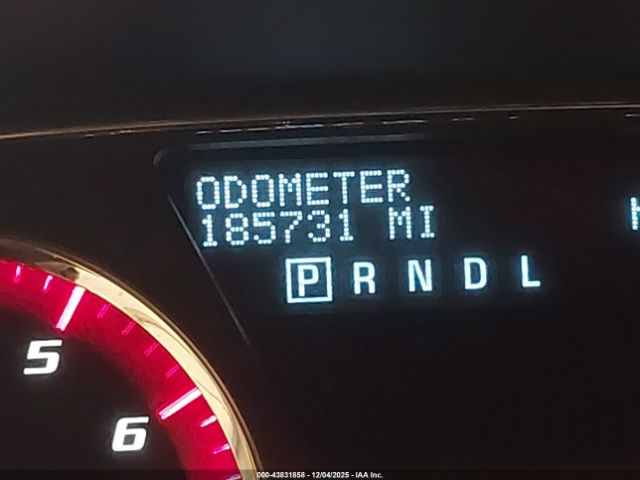 ODOMETER
185731 MI
P R N D L
5
6
000-43831858 - 12/04/2025 - IAA Inc.